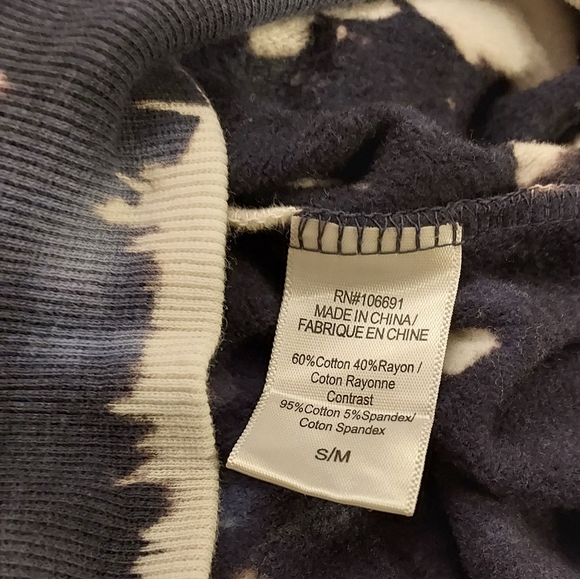 RN#106691
MADE IN CHINA/
FABRIQUE EN CHINE
60%Cotton 40%Rayon /
Coton Rayonne
Contrast
95%Cotton 5%Spandex/
Coton Spandex
S/M